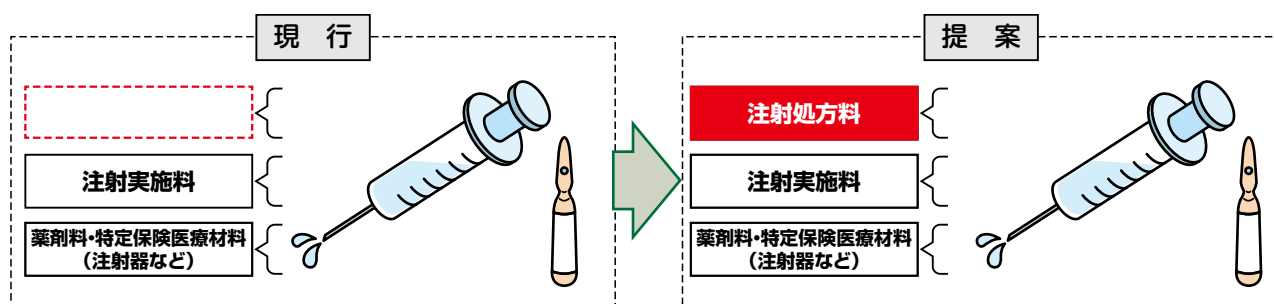 現 行
注射実施料
薬剤料・特定保険医療材料
（注射器など）
提 案
注射処方料
注射実施料
薬剤料・特定保険医療材料
（注射器など）